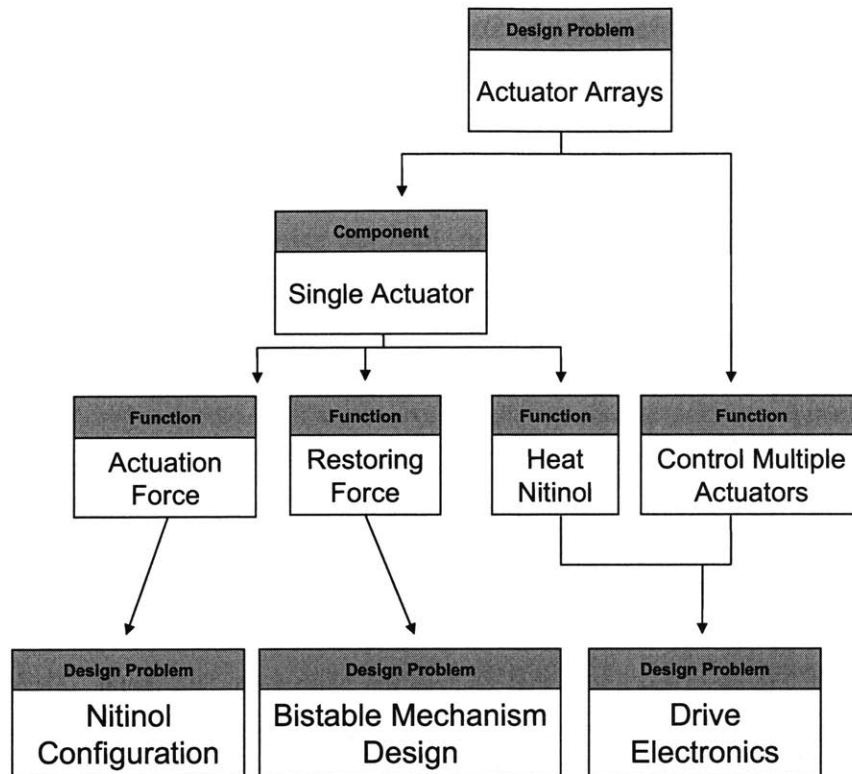 Design Problem
Actuator Arrays
Component
Single Actuator
Function
Actuation
Force
Function
Restoring
Force
Function
Heat
Nitinol
Function
Control Multiple
Actuators
Design Problem
Nitinol
Configuration
Design Problem
Bistable Mechanism
Design
Design Problem
Drive
Electronics